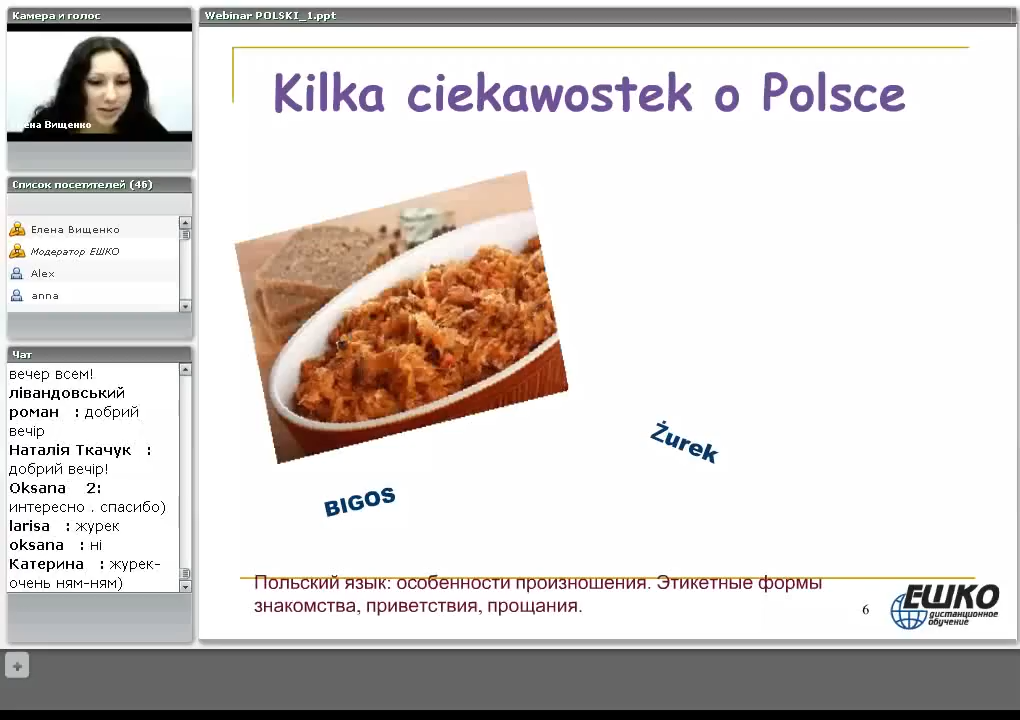 Камера и голос
ена Вищенко
Список посетителей (46)
Елена Вищенко
Модератор ЕШКО
Alex
anna
Чат
вечер всем!
лівандовський
роман : добрий
вечір
Наталія Ткачук :
добрий вечір!
Oksana 2:
интересно . спасибо)
larisa : журек
oksana : ні
Катерина : журек-
очень ням-ням)
Webinar POLSKI_1.ppt
Kilka ciekawostek o Polsce
Żurek
BIGOS
Польский язык: особенности произношения. Этикетные формы
знакомства, приветствия, прощания.
6
ЕШКО
дистанционное
обучение